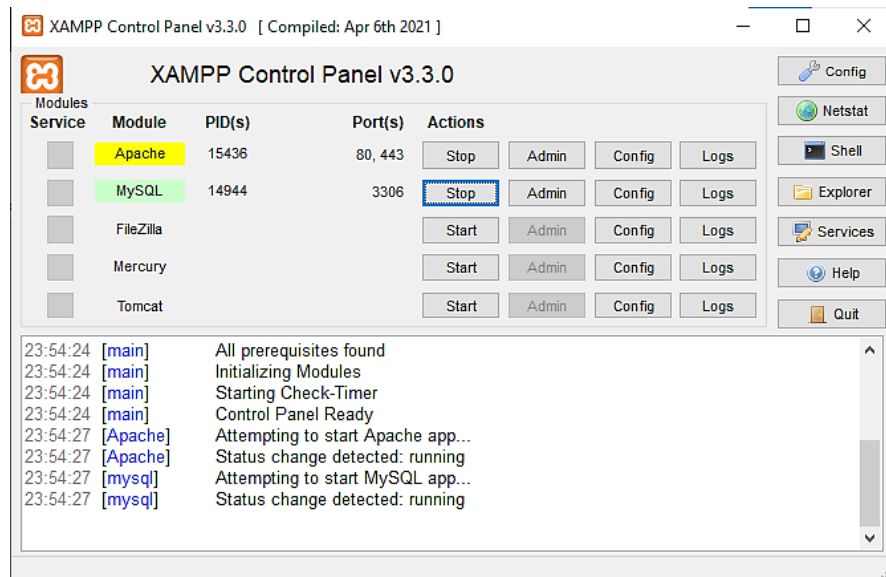 XAMPP Control Panel v3.3.0 [ Compiled: Apr 6th 2021 ]
XAMPP Control Panel v3.3.0
Config
Modules
Service Module PID(s) Port(s) Actions
Netstat
Apache 15436 80, 443 Stop Admin Config Logs
Shell
MySQL 14944 3306 Stop Admin Config Logs
Explorer
FileZilla Start Admin Config Logs
Services
Mercury Start Admin Config Logs
Help
Tomcat Start Admin Config Logs
Quit
23:54:24 [main] All prerequisites found
23:54:24 [main] Initializing Modules
23:54:24 [main] Starting Check-Timer
23:54:24 [main] Control Panel Ready
23:54:27 [Apache] Attempting to start Apache app...
23:54:27 [Apache] Status change detected: running
23:54:27 [mysql] Attempting to start MySQL app...
23:54:27 [mysql] Status change detected: running